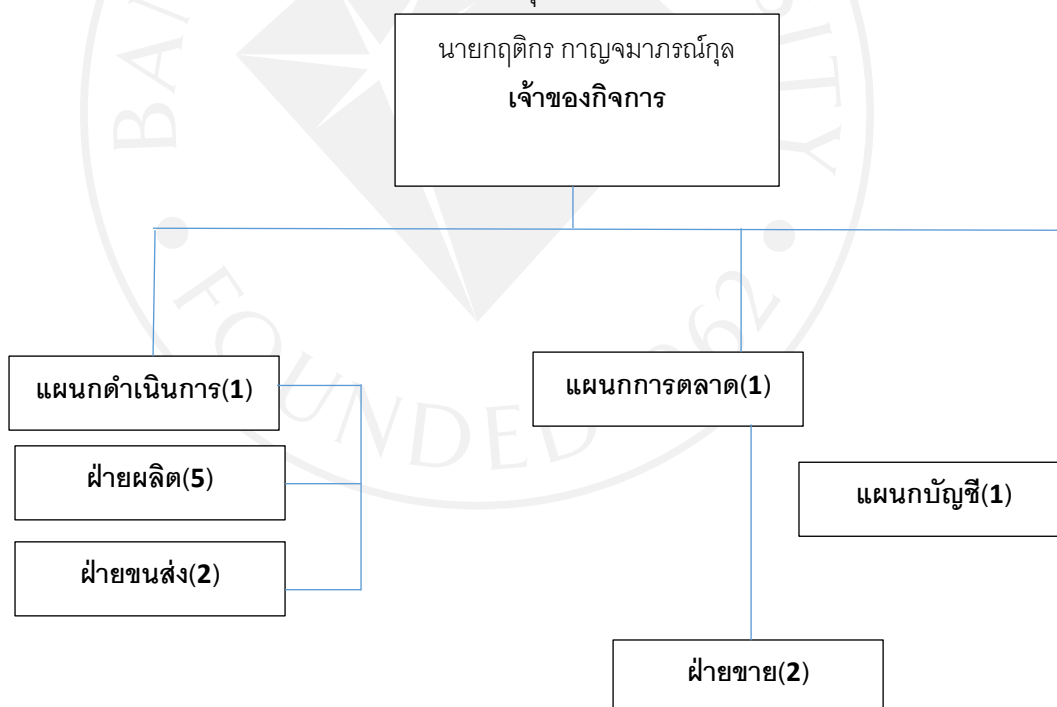 นายกฤติกร กาญจมาภรณ์กุล
เจ้าของกิจการ
แผนกดำเนินการ(1)
แผนกการตลาด(1)
ฝ่ายผลิต(5)
แผนกบัญชี(1)
ฝ่ายขนส่ง(2)
ฝ่ายขาย(2)
FOUNDED